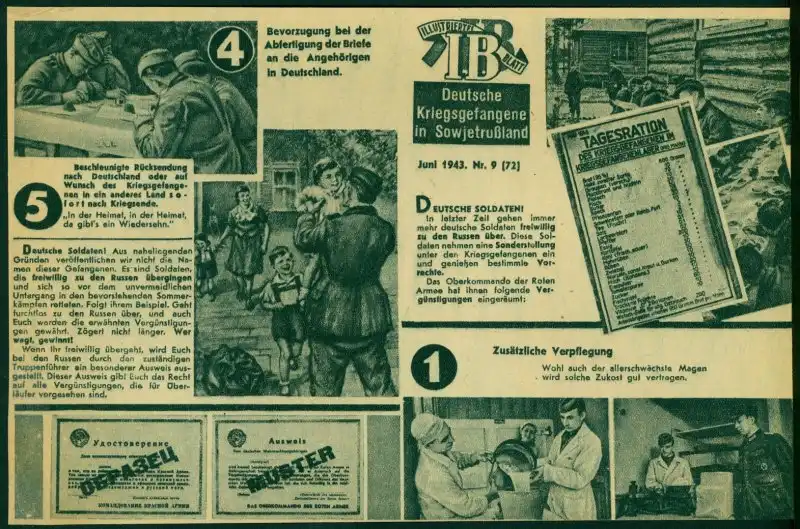 4
Bevorzugung bei der
Abfertigung der Briefe
an die Angehörigen
in Deutschland.
5
Beschleunigte Rücksendung
nach Deutschland oder auf
Wunsch des Kriegsgefange-
nen in ein anderes Land so-
fort nach Kriegsende.
„In der Heimat, in der Heimat,
da gibt's ein Wiedersehn.“
Deutsche Soldaten! Aus naheliegenden
Gründen veröffentlichen wir nicht die Na-
men dieser Gefangenen. Es sind Soldaten,
die freiwillig zu den Russen übergingen
und sich so vor dem unvermeidlichen
Untergang in den bevorstehenden Sommer-
kämpfen retteten. Folgt ihrem Beispiel. Geht
furchtlos zu den Russen über, und auch
Euch werden die erwähnten Vergünstigun-
gen gewährt. Zögert nicht länger. Wer
wagt, gewinnt!
Wenn Ihr freiwillig übergeht, wird Euch
bei den Russen durch den zuständigen
Truppenführer ein besonderer Ausweis aus-
gestellt. Dieser Ausweis gibt Euch das Recht
auf alle Vergünstigungen, die für Über-
läufer vorgesehen sind.
Удостоверение
ОБРАЗЕЦ
КОМАНДОВАНИЕ КРАСНОЙ АРМИИ
Ausweis
MUSTER
DAS OBERKOMMANDO DER ROTEN ARMEE
ILLUSTRIERTES
IB
BLATT
Deutsche
Kriegsgefangene
in Sowjetrußland
Juni 1943. Nr. 9 (72)
DEUTSCHE SOLDATEN!
In letzter Zeit gehen immer
mehr deutsche Soldaten freiwillig
zu den Russen über. Diese Sol-
daten nehmen eine Sonderstellung
unter den Kriegsgefangenen ein
und genießen bestimmte Vor-
rechte.
Das Oberkommando der Roten
Armee hat ihnen folgende Ver-
günstigungen eingeräumt:
TAGESRATION
DES KRIEGSGEFANGENEN IM
KRIEGSGEFANGENENLAGER
1
Zusätzliche Verpflegung
Wohl auch der allerschwächste Magen
wird solche Zukost gut vertragen.